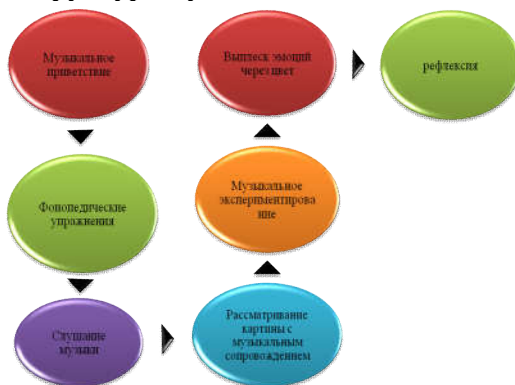 Музыкальное
приветствие
Фонопедические
упражнения
Слушание
музыки
Рассматривание
картины с
музыкальным
сопровождением
Музыкальное
экспериментирова
ние
Выплеск эмоций
через цвет
рефлексия